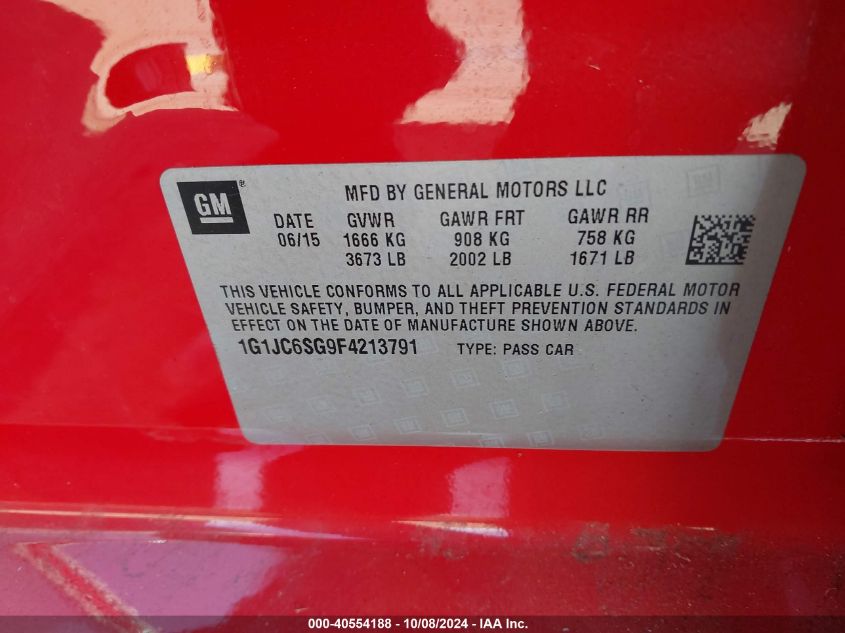 GM ®
MFD BY GENERAL MOTORS LLC
DATE GVWR GAWR FRT GAWR RR
06/15 1666 KG 908 KG 758 KG
3673 LB 2002 LB 1671 LB
THIS VEHICLE CONFORMS TO ALL APPLICABLE U.S. FEDERAL MOTOR
VEHICLE SAFETY, BUMPER, AND THEFT PREVENTION STANDARDS IN
EFFECT ON THE DATE OF MANUFACTURE SHOWN ABOVE.
1G1JC6SG9F4213791 TYPE: PASS CAR
000-40554188 - 10/08/2024 - IAA Inc.